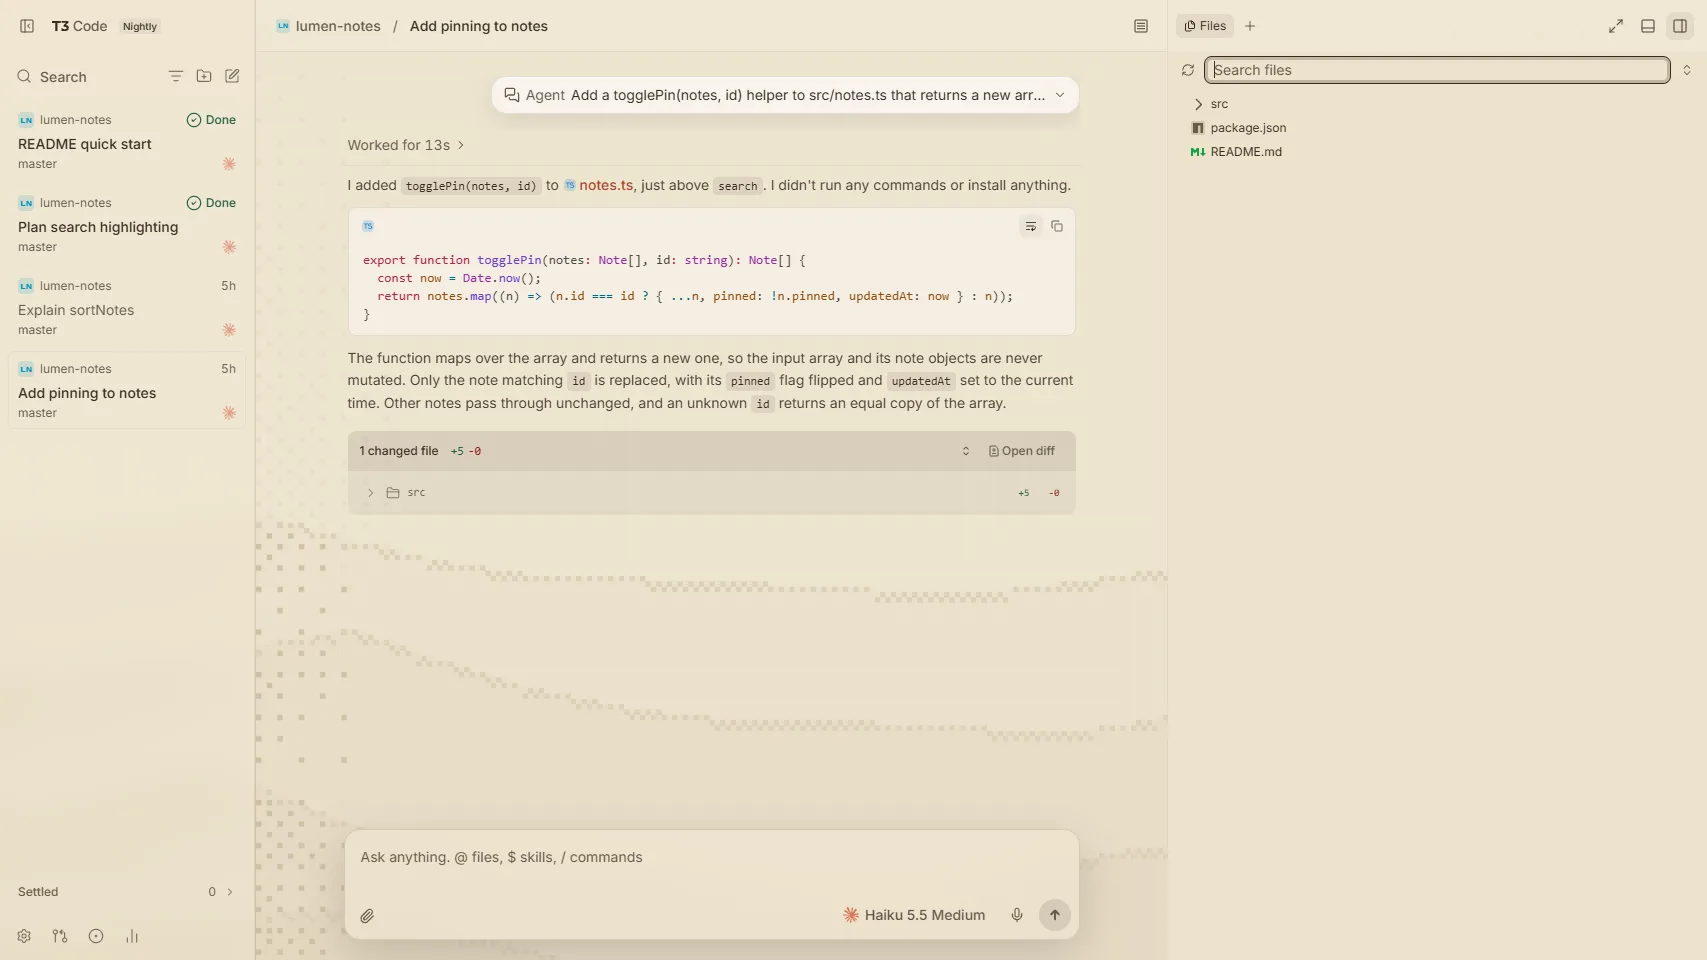 T3 Code Nightly
Search
LN lumen-notes Done
README quick start
master
LN lumen-notes Done
Plan search highlighting
master
LN lumen-notes 5h
Explain sortNotes
master
LN lumen-notes 5h
Add pinning to notes
master
Settled 0
LN lumen-notes / Add pinning to notes
Agent Add a togglePin(notes, id) helper to src/notes.ts that returns a new arr...
Worked for 13s
I added togglePin(notes, id) to TS notes.ts, just above search. I didn't run any commands or install anything.
TS
export function togglePin(notes: Note[], id: string): Note[] {
const now = Date.now();
return notes.map((n) => (n.id === id ? { ...n, pinned: !n.pinned, updatedAt: now } : n));
}
The function maps over the array and returns a new one, so the input array and its note objects are never
mutated. Only the note matching id is replaced, with its pinned flag flipped and updatedAt set to the current
time. Other notes pass through unchanged, and an unknown id returns an equal copy of the array.
1 changed file +5 -0 Open diff
src +5 -0
Ask anything. @ files, $ skills, / commands
Haiku 5.5 Medium
Files
Search files
src
package.json
M↓ README.md